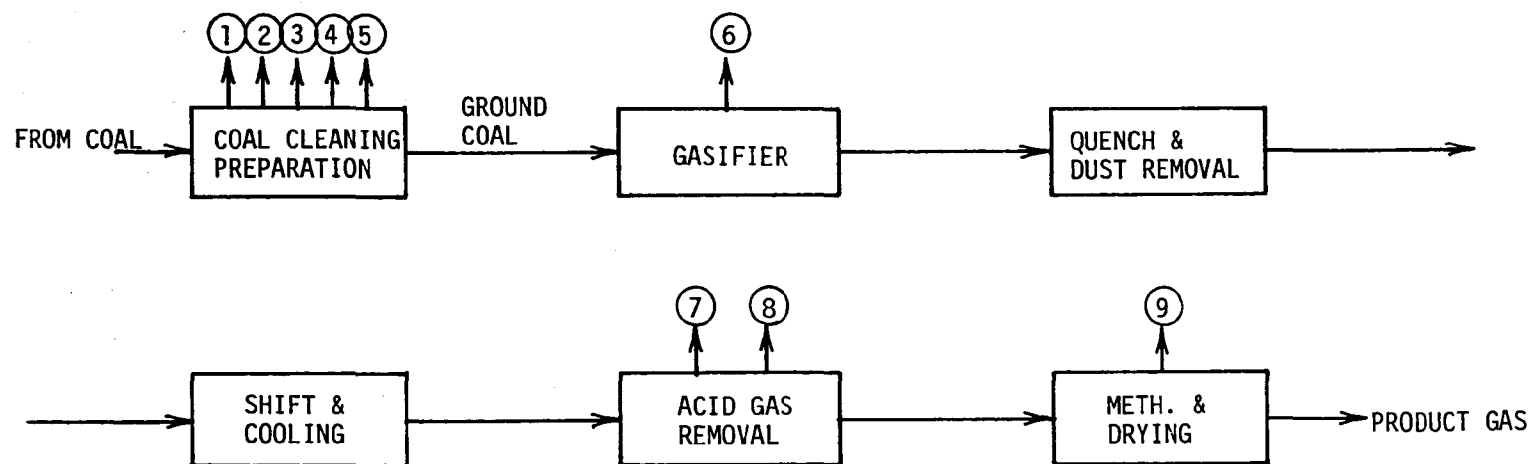 1 2 3 4 5
6
FROM COAL
COAL CLEANING
PREPARATION
GROUND
COAL
GASIFIER
QUENCH &
DUST REMOVAL
7 8
9
SHIFT &
COOLING
ACID GAS
REMOVAL
METH. &
DRYING
PRODUCT GAS